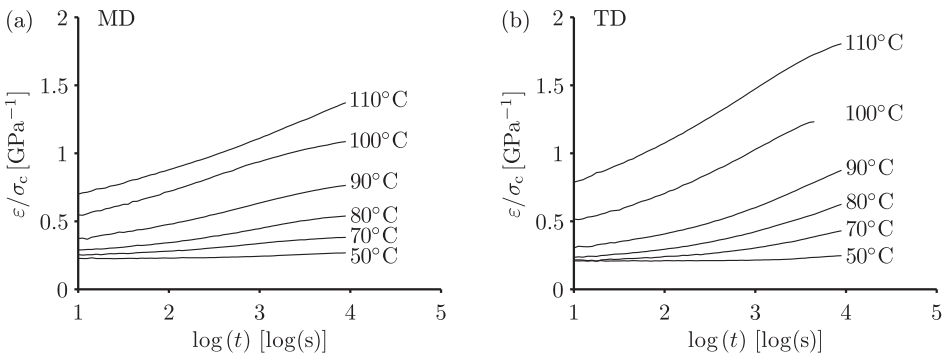 (a) MD
2
1.5
1
0.5
0
ε/σc [GPa−1]
110°C
100°C
90°C
80°C
70°C
50°C
1 2 3 4 5
log(t) [log(s)]
(b) TD
2
1.5
1
0.5
0
ε/σc [GPa−1]
110°C
100°C
90°C
80°C
70°C
50°C
1 2 3 4 5
log(t) [log(s)]